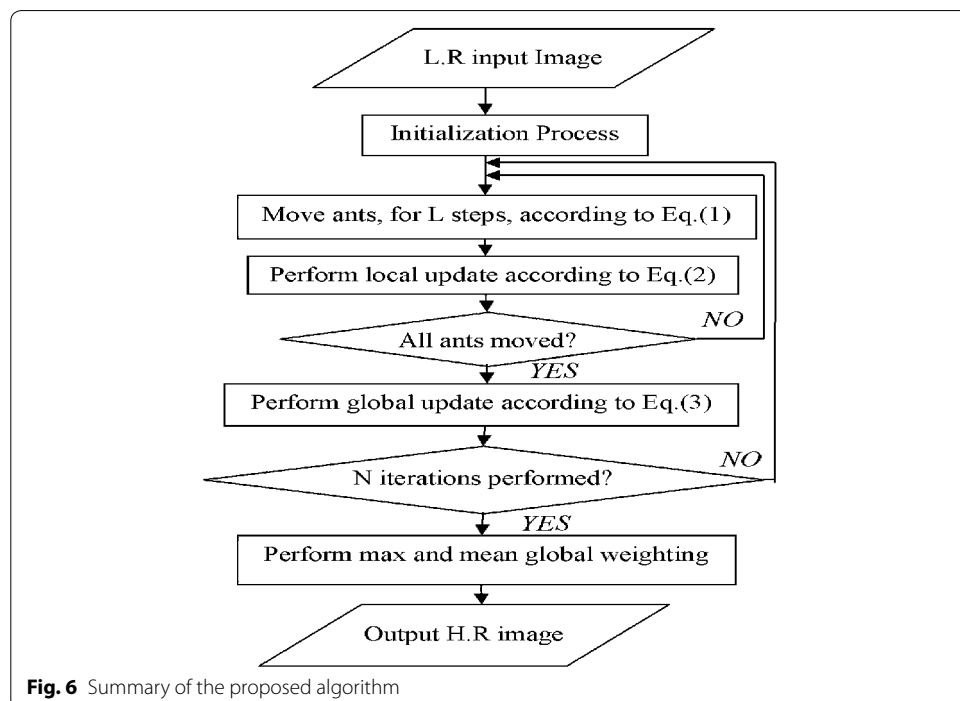 L.R input Image
Initialization Process
Move ants, for L steps, according to Eq.(1)
Perform local update according to Eq.(2)
NO
All ants moved?
YES
Perform global update according to Eq.(3)
NO
N iterations performed?
YES
Perform max and mean global weighting
Output H.R image
Fig. 6 Summary of the proposed algorithm